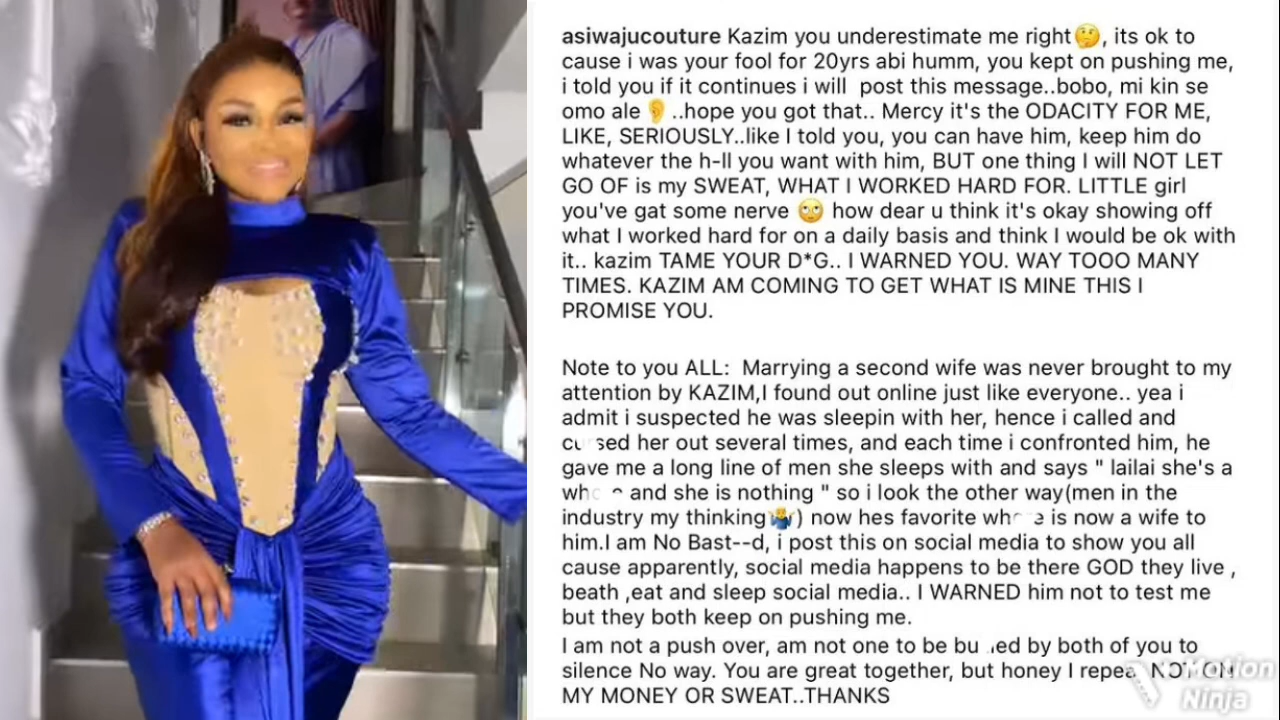 asiwajucouture Kazim you underestimate me right🤔, its ok to
cause i was your fool for 20yrs abi humm, you kept on pushing me,
i told you if it continues i will post this message..bobo, mi kin se
omo ale👂..hope you got that.. Mercy it's the ODACITY FOR ME,
LIKE, SERIOUSLY..like I told you, you can have him, keep him do
whatever the h-ll you want with him, BUT one thing I will NOT LET
GO OF is my SWEAT, WHAT I WORKED HARD FOR. LITTLE girl
you've gat some nerve 🙄 how dear u think it's okay showing off
what I worked hard for on a daily basis and think I would be ok with
it.. kazim TAME YOUR D*G.. I WARNED YOU. WAY TOOO MANY
TIMES. KAZIM AM COMING TO GET WHAT IS MINE THIS I
PROMISE YOU.
Note to you ALL: Marrying a second wife was never brought to my
attention by KAZIM,I found out online just like everyone.. yea i
admit i suspected he was sleepin with her, hence i called and
her out several times, and each time i confronted him, he
gave me a long line of men she sleeps with and says " lailai she's a
and she is nothing " so i look the other way(men in the
industry my thinking🤷‍♂️) now hes favorite is now a wife to
him.I am No Bast--d, i post this on social media to show you all
cause apparently, social media happens to be there GOD they live ,
beath ,eat and sleep social media.. I WARNED him not to test me
but they both keep on pushing me.
I am not a push over, am not one to be by both of you to
silence No way. You are great together, but honey I NOT ON
MY MONEY OR SWEAT..THANKS
Motion
Ninja